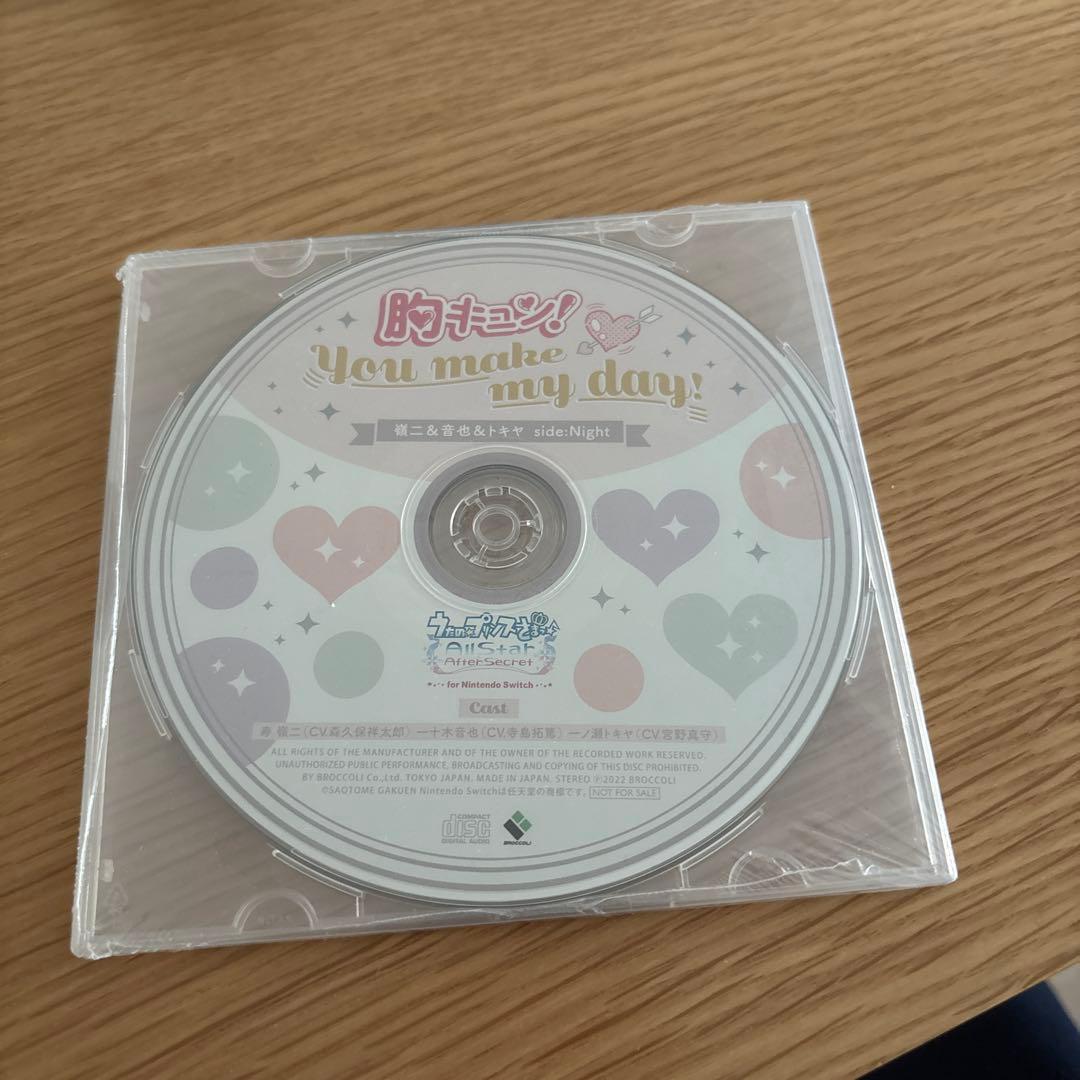 胸キュン!
You make
my day!
嶺二&音也&トキヤ side:Night
うたの☆プリンスさまっ♪
All Star
After Secret
for Nintendo Switch
Cast
寿 嶺二(CV.森久保祥太郎) 一十木音也(CV.寺島拓篤) 一ノ瀬トキヤ(CV.宮野真守)
ALL RIGHTS OF THE MANUFACTURER AND OF THE OWNER OF THE RECORDED WORK RESERVED.
UNAUTHORIZED PUBLIC PERFORMANCE, BROADCASTING AND COPYING OF THIS DISC PROHIBITED.
BY BROCCOLI Co.,Ltd. TOKYO JAPAN. MADE IN JAPAN. STEREO ℗2022 BROCCOLI
©SAOTOME GAKUEN Nintendo Switchは任天堂の商標です。 NOT FOR SALE
COMPACT
disc
DIGITAL AUDIO
BROCCOLI